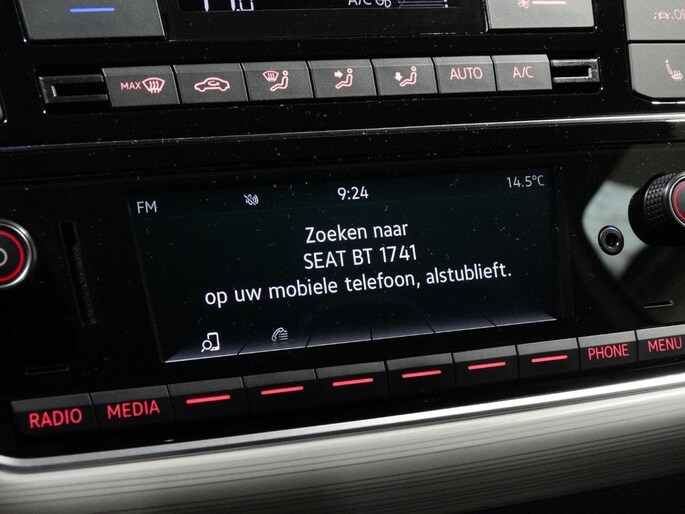 A/C
MAX
AUTO
A/C
FM
9:24
14.5°C
Zoeken naar
SEAT BT 1741
op uw mobiele telefoon, alstublieft.
RADIO
MEDIA
PHONE
MENU